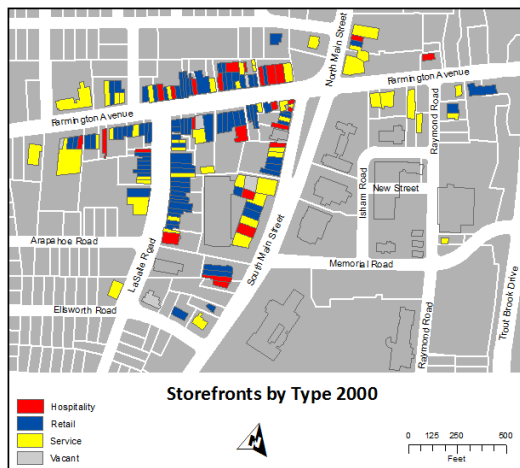 North Main Street
Farmington Avenue
Farmington Avenue
Raymond Road
Isham Road
New Street
Arapahoe Road
LaSalle Road
South Main Street
Memorial Road
Ellsworth Road
Raymond Road
Trout Brook Drive
Storefronts by Type 2000
Hospitality
Retail
Service
Vacant
N
0 125 250 500
Feet